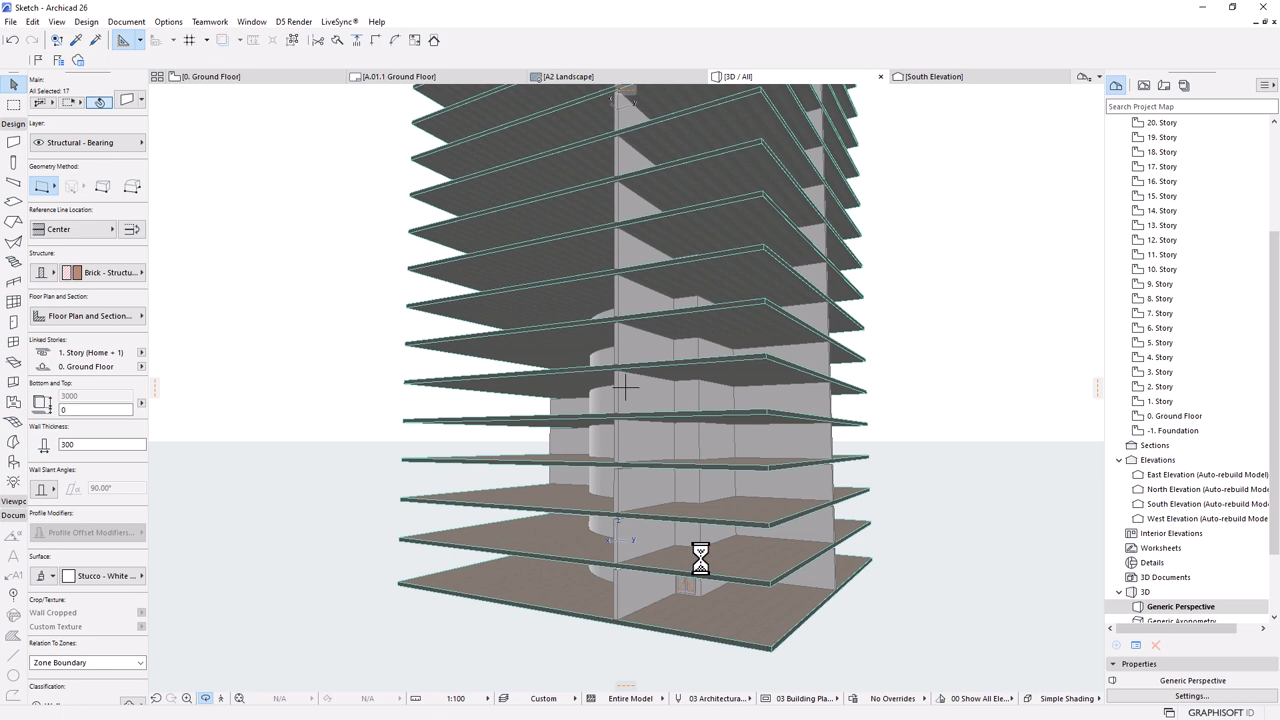 Sketch - Archicad 26
File Edit View Design Document Options Teamwork Window D5 Render LiveSync® Help
Main:
All Selected: 17
[0. Ground Floor]
[A.01.1 Ground Floor]
[A2 Landscape]
[3D / All]
[South Elevation]
Design
Layer:
Structural - Bearing
Geometry Method:
Reference Line Location:
Center
Structure:
Brick - Structu...
Floor Plan and Section:
Floor Plan and Section...
Linked Stories:
1. Story (Home + 1)
0. Ground Floor
Bottom and Top:
3000
0
Wall Thickness:
300
Wall Slant Angles:
90.00°
Viewpc
Profile Modifiers:
Docum
Profile Offset Modifiers...
Surface:
Stucco - White ...
Crop/Texture:
Wall Cropped
Custom Texture
Relation To Zones:
Zone Boundary
Classification:
x y
N/A
N/A
1:100
Custom
Entire Model
03 Architectura...
03 Building Pla...
No Overrides
00 Show All Ele...
Simple Shading
Search Project Map
20. Story
19. Story
18. Story
17. Story
16. Story
15. Story
14. Story
13. Story
12. Story
11. Story
10. Story
9. Story
8. Story
7. Story
6. Story
5. Story
4. Story
3. Story
2. Story
1. Story
0. Ground Floor
-1. Foundation
Sections
Elevations
East Elevation (Auto-rebuild Model)
North Elevation (Auto-rebuild Mode
South Elevation (Auto-rebuild Mode
West Elevation (Auto-rebuild Mode
Interior Elevations
Worksheets
Details
3D Documents
3D
Generic Perspective
Generic Axonometry
Properties
Generic Perspective
Settings...
GRAPHISOFT ID